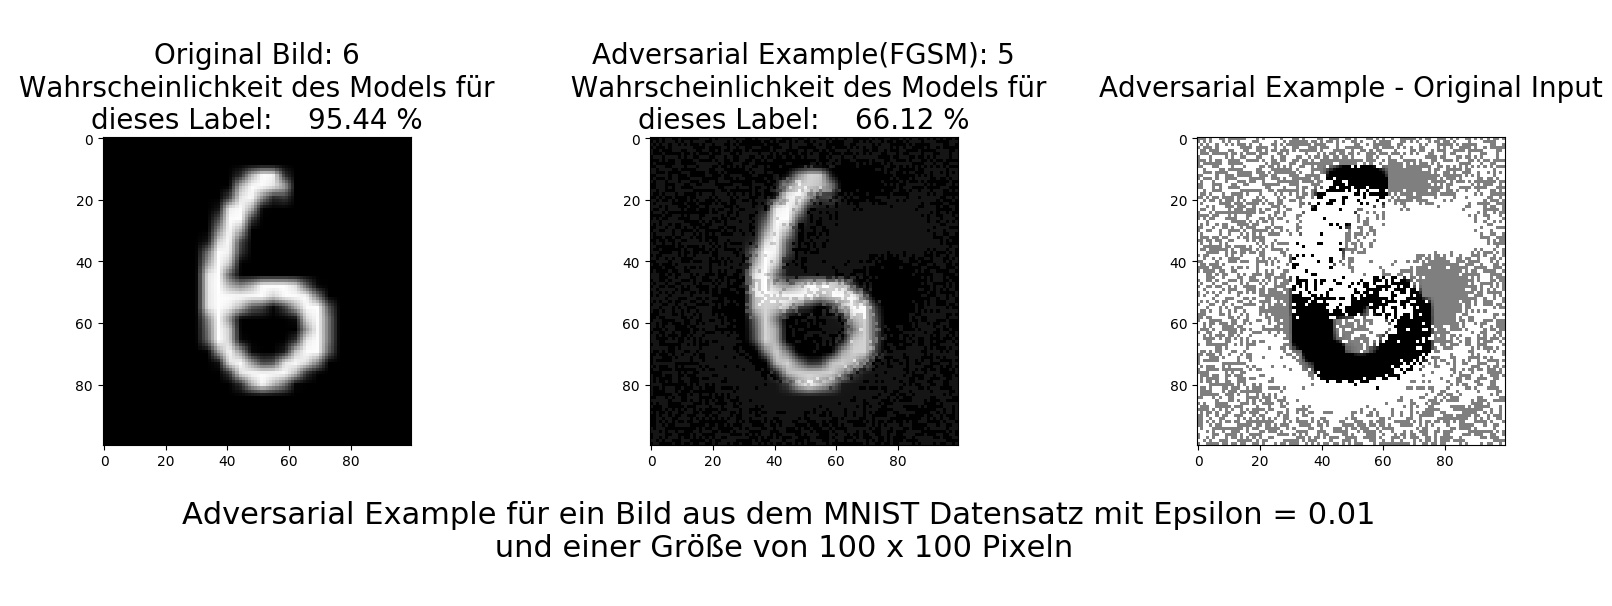 Original Bild: 6
Wahrscheinlichkeit des Models für
dieses Label: 95.44 %
0
20
40
60
80
0 20 40 60 80
Adversarial Example(FGSM): 5
Wahrscheinlichkeit des Models für
dieses Label: 66.12 %
0
20
40
60
80
0 20 40 60 80
Adversarial Example - Original Input
0
20
40
60
80
0 20 40 60 80
Adversarial Example für ein Bild aus dem MNIST Datensatz mit Epsilon = 0.01
und einer Größe von 100 x 100 Pixeln